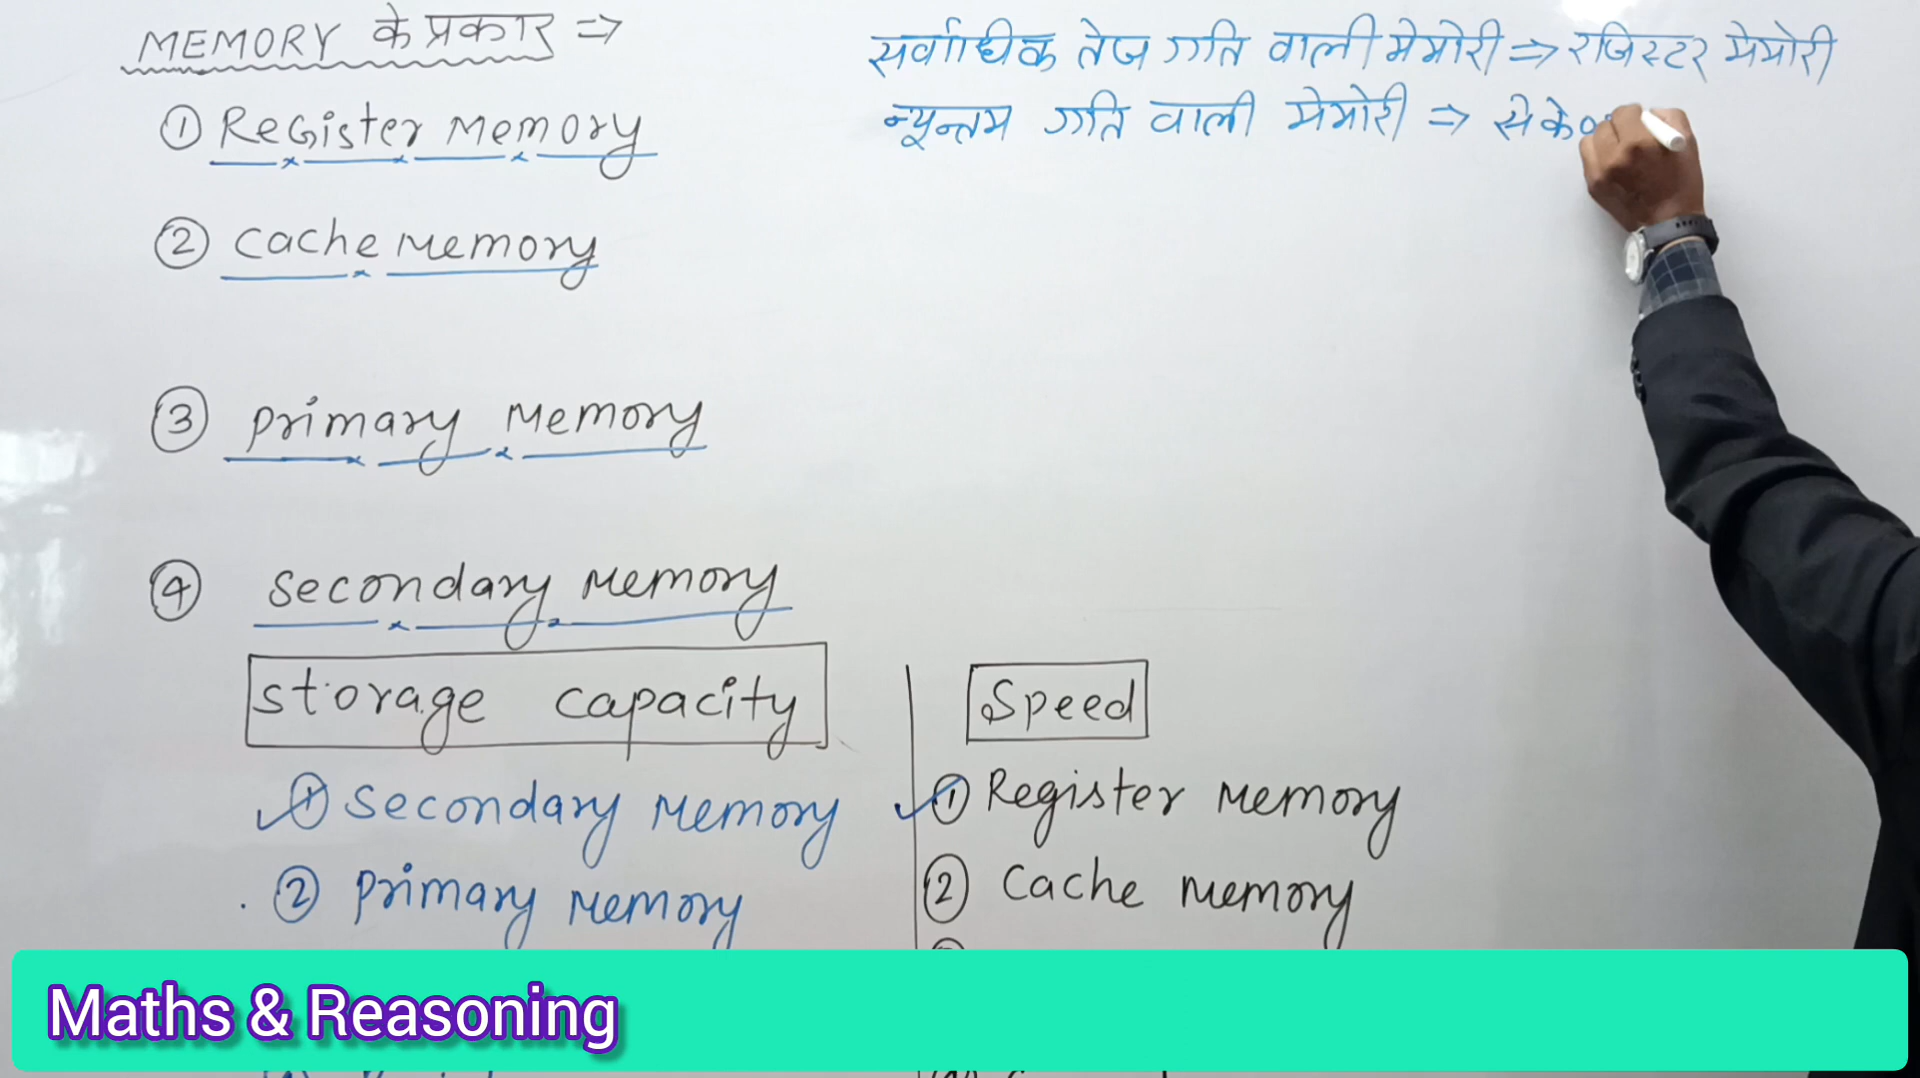 MEMORY के प्रकार ⇒
① Register Memory
② Cache Memory
③ Primary Memory
④ Secondary Memory
सर्वाधिक तेज गति वाली मेमोरी ⇒ रजिस्टर मेमोरी
न्यूनतम गति वाली मेमोरी ⇒
Storage capacity
① Secondary Memory
② Primary Memory
Speed
① Register Memory
② Cache Memory
Maths & Reasoning